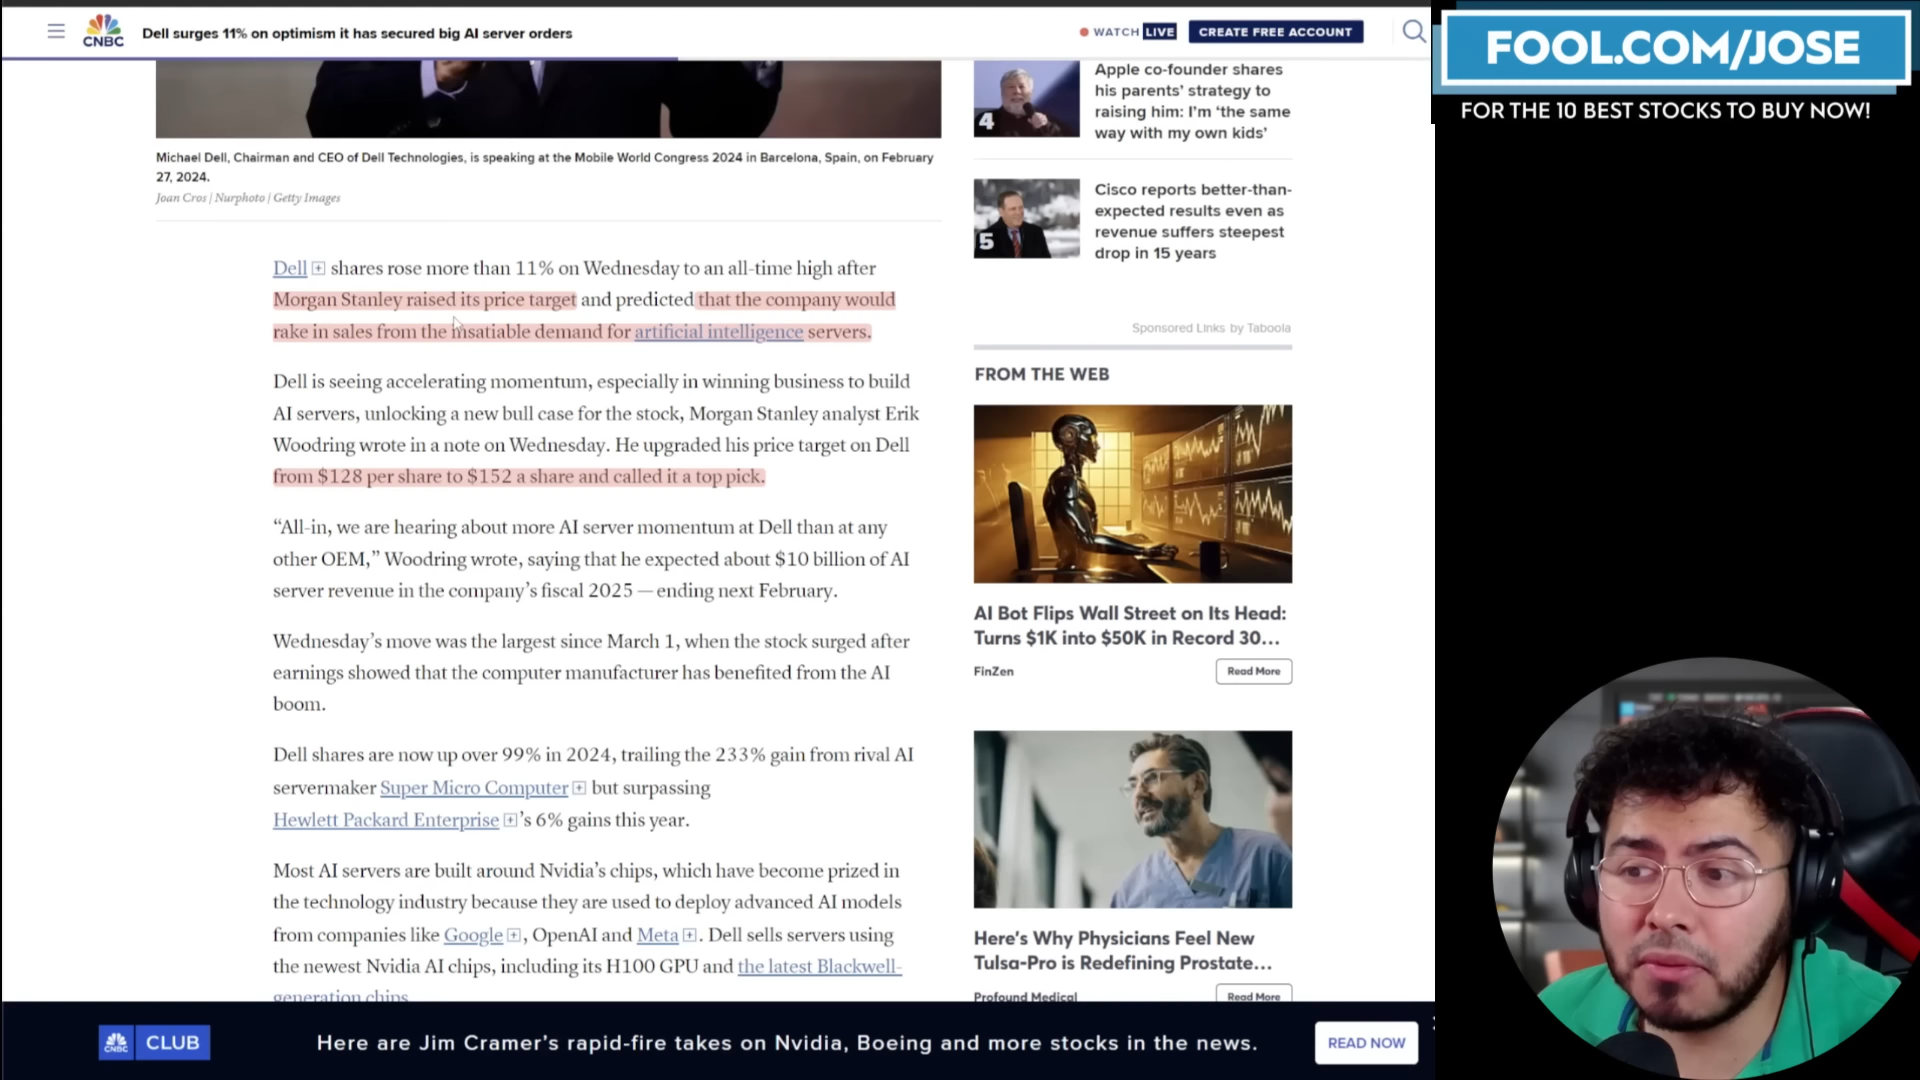 CNBC
Dell surges 11% on optimism it has secured big AI server orders
WATCH LIVE
CREATE FREE ACCOUNT
FOOL.COM/JOSE
FOR THE 10 BEST STOCKS TO BUY NOW!
Michael Dell, Chairman and CEO of Dell Technologies, is speaking at the Mobile World Congress 2024 in Barcelona, Spain, on February
27, 2024.
Joan Cros | Nurphoto | Getty Images
Dell shares rose more than 11% on Wednesday to an all-time high after
Morgan Stanley raised its price target and predicted that the company would
rake in sales from the insatiable demand for artificial intelligence servers.
Dell is seeing accelerating momentum, especially in winning business to build
AI servers, unlocking a new bull case for the stock, Morgan Stanley analyst Erik
Woodring wrote in a note on Wednesday. He upgraded his price target on Dell
from $128 per share to $152 a share and called it a top pick.
“All-in, we are hearing about more AI server momentum at Dell than at any
other OEM,” Woodring wrote, saying that he expected about $10 billion of AI
server revenue in the company’s fiscal 2025 — ending next February.
Wednesday’s move was the largest since March 1, when the stock surged after
earnings showed that the computer manufacturer has benefited from the AI
boom.
Dell shares are now up over 99% in 2024, trailing the 233% gain from rival AI
servermaker Super Micro Computer but surpassing
Hewlett Packard Enterprise’s 6% gains this year.
Most AI servers are built around Nvidia’s chips, which have become prized in
the technology industry because they are used to deploy advanced AI models
from companies like Google, OpenAI and Meta. Dell sells servers using
the newest Nvidia AI chips, including its H100 GPU and the latest Blackwell-
generation chips.
4
Apple co-founder shares
his parents’ strategy to
raising him: I’m ‘the same
way with my own kids’
5
Cisco reports better-than-
expected results even as
revenue suffers steepest
drop in 15 years
Sponsored Links by Taboola
FROM THE WEB
AI Bot Flips Wall Street on Its Head:
Turns $1K into $50K in Record 30...
FinZen
Read More
Here’s Why Physicians Feel New
Tulsa-Pro is Redefining Prostate...
Profound Medical
Read More
CNBC CLUB
Here are Jim Cramer’s rapid-fire takes on Nvidia, Boeing and more stocks in the news.
READ NOW